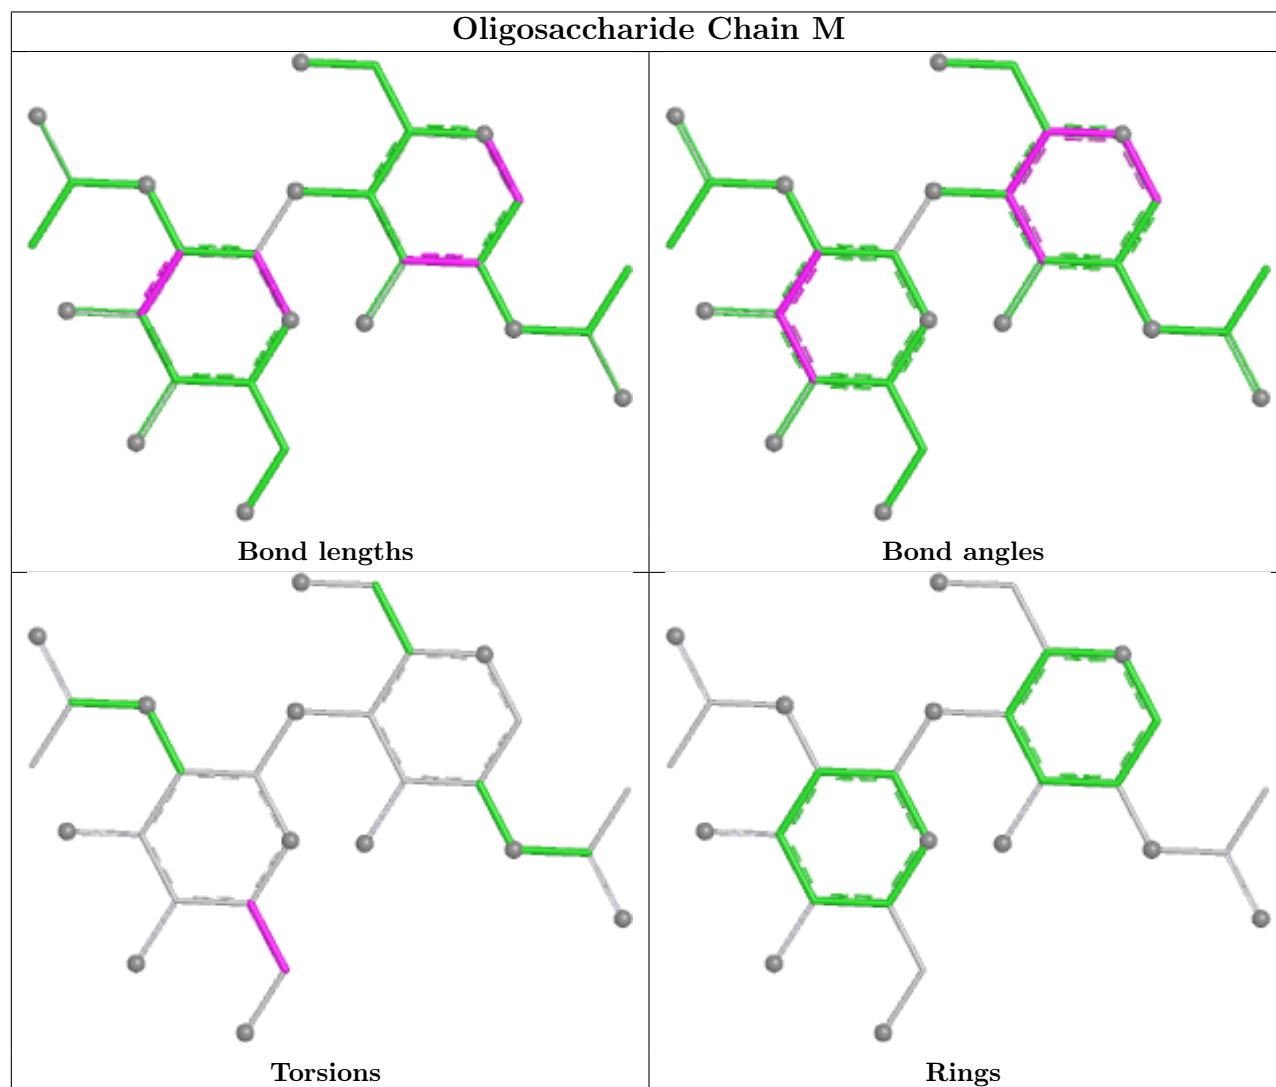 Oligosaccharide Chain M
Bond lengths
Bond angles
Torsions
Rings